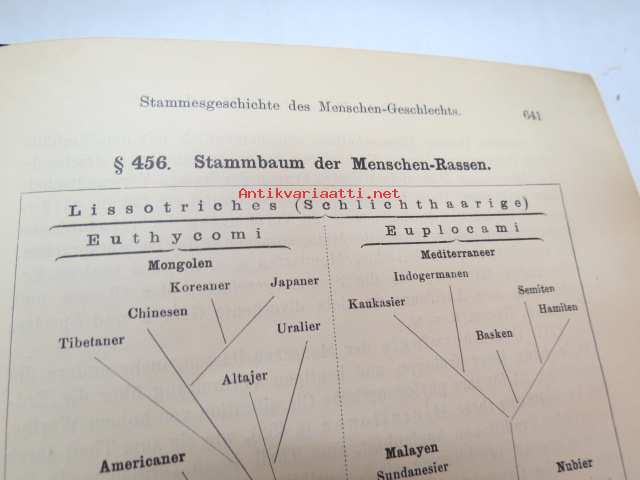 Stammesgeschichte des Menschen-Geschlechts. 641
§ 456. Stammbaum der Menschen-Rassen.
Antikvariaatti.net
Lissotriches (Schlichthaarige)
Euthycomi
Euplocami
Mongolen
Koreaner
Japaner
Chinesen
Tibetaner
Uralier
Altajer
Americaner
Mediterraneer
Indogermanen
Semiten
Kaukasier
Hamiten
Basken
Malayen
Sundanesier
Nubier